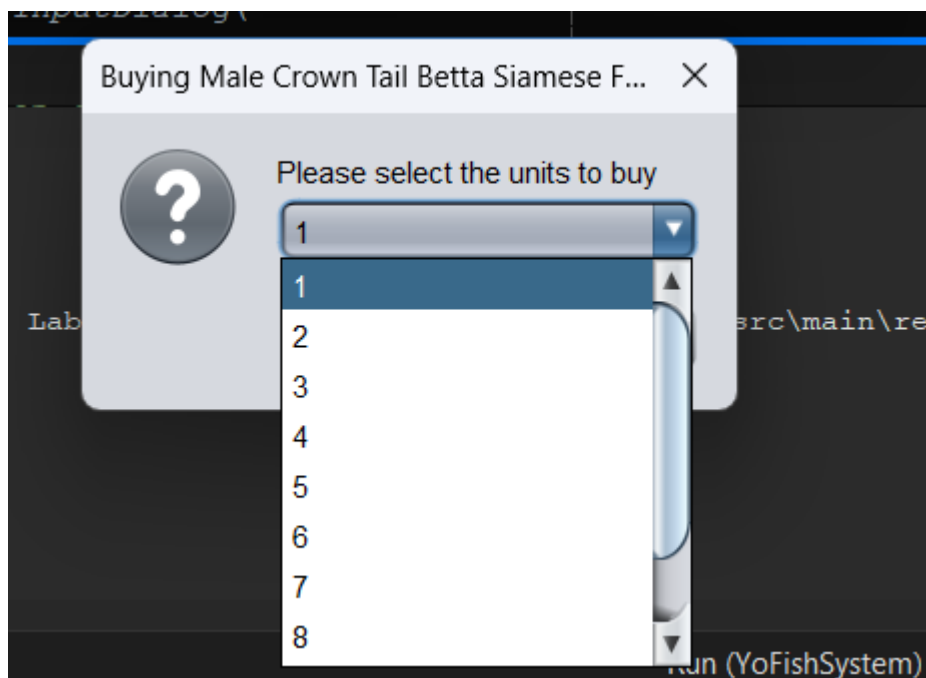 InputDialog(
Buying Male Crown Tail Betta Siamese F...
Please select the units to buy
1
1
2
3
4
5
6
7
8
Lab
src\main\re
Run (YoFishSystem)